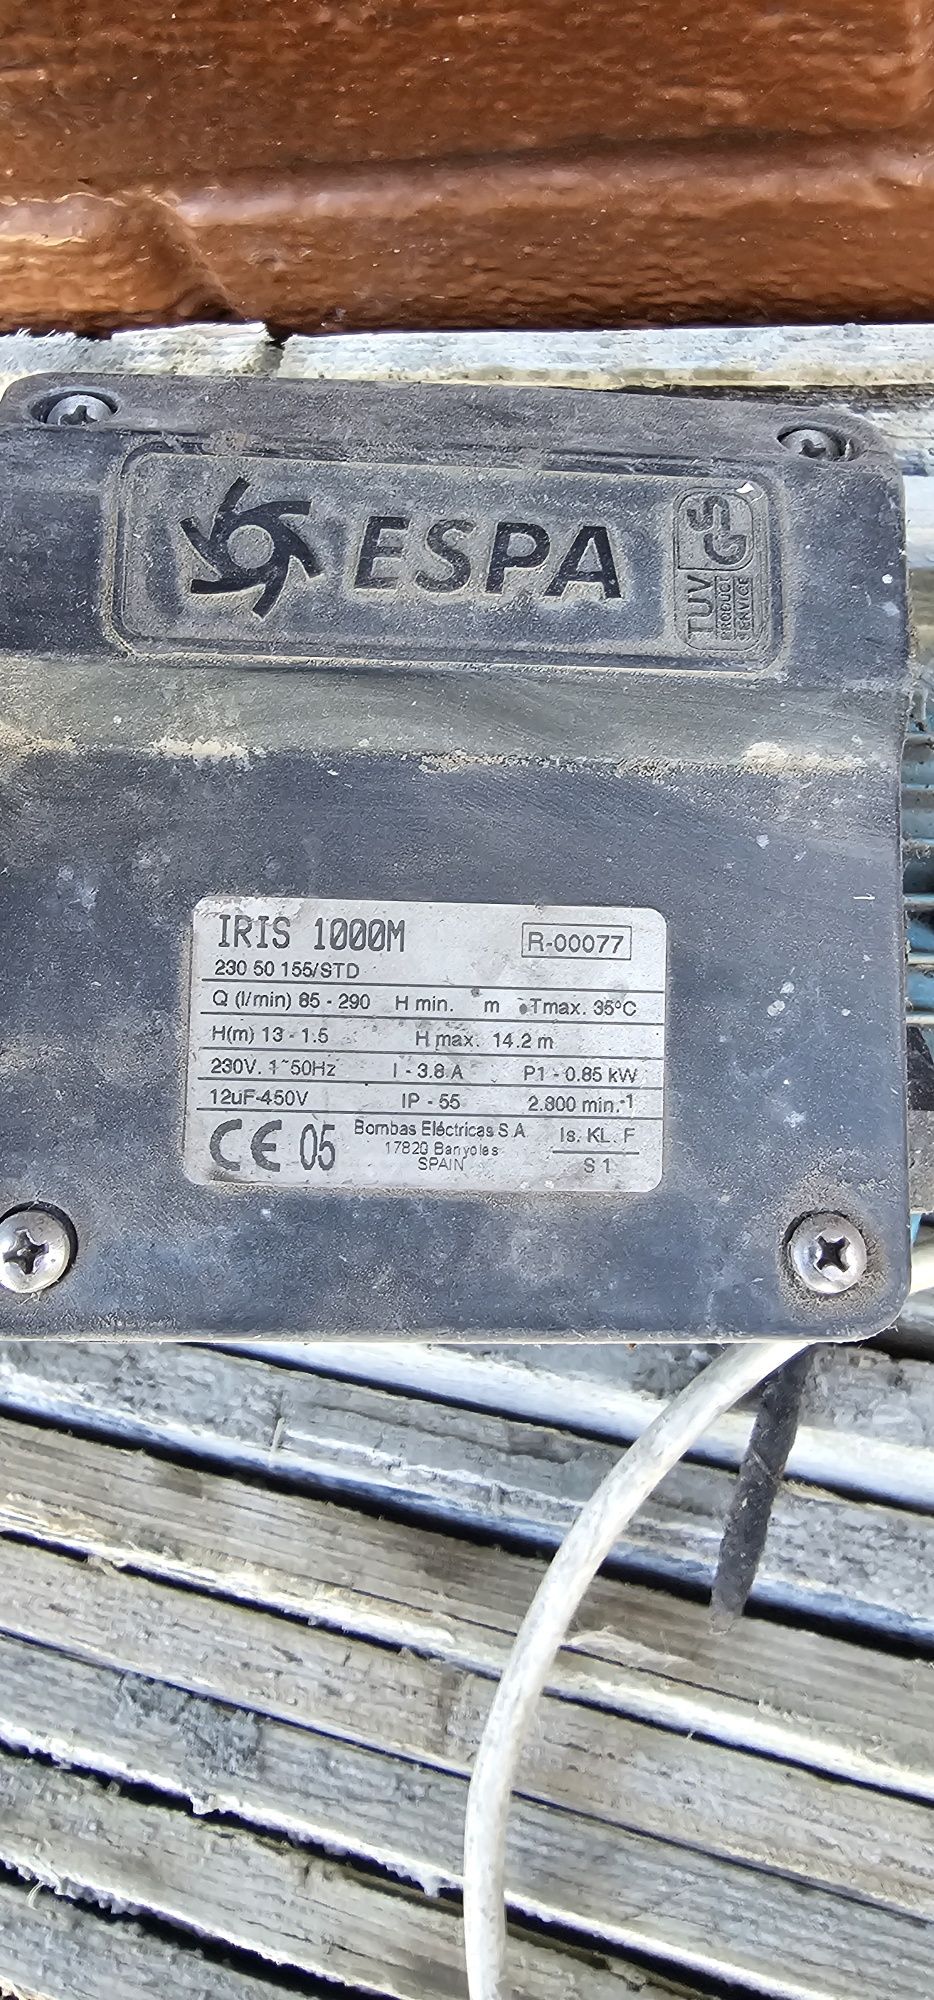 ESPA
TUV
PRODUCT
SERVICE
GS
IRIS 1000M
R-00077
230 50 155/STD
Q (l/min) 85 - 290 H min. m Tmax. 35°C
H(m) 13 - 1.5 H max. 14.2 m
230V. 1~50Hz I - 3.8 A P1 - 0.85 kW
12uF-450V IP - 55 2.800 min.-1
CE 05 Bombas Eléctricas S.A Is. KL. F
17820 Banyoles
SPAIN S 1